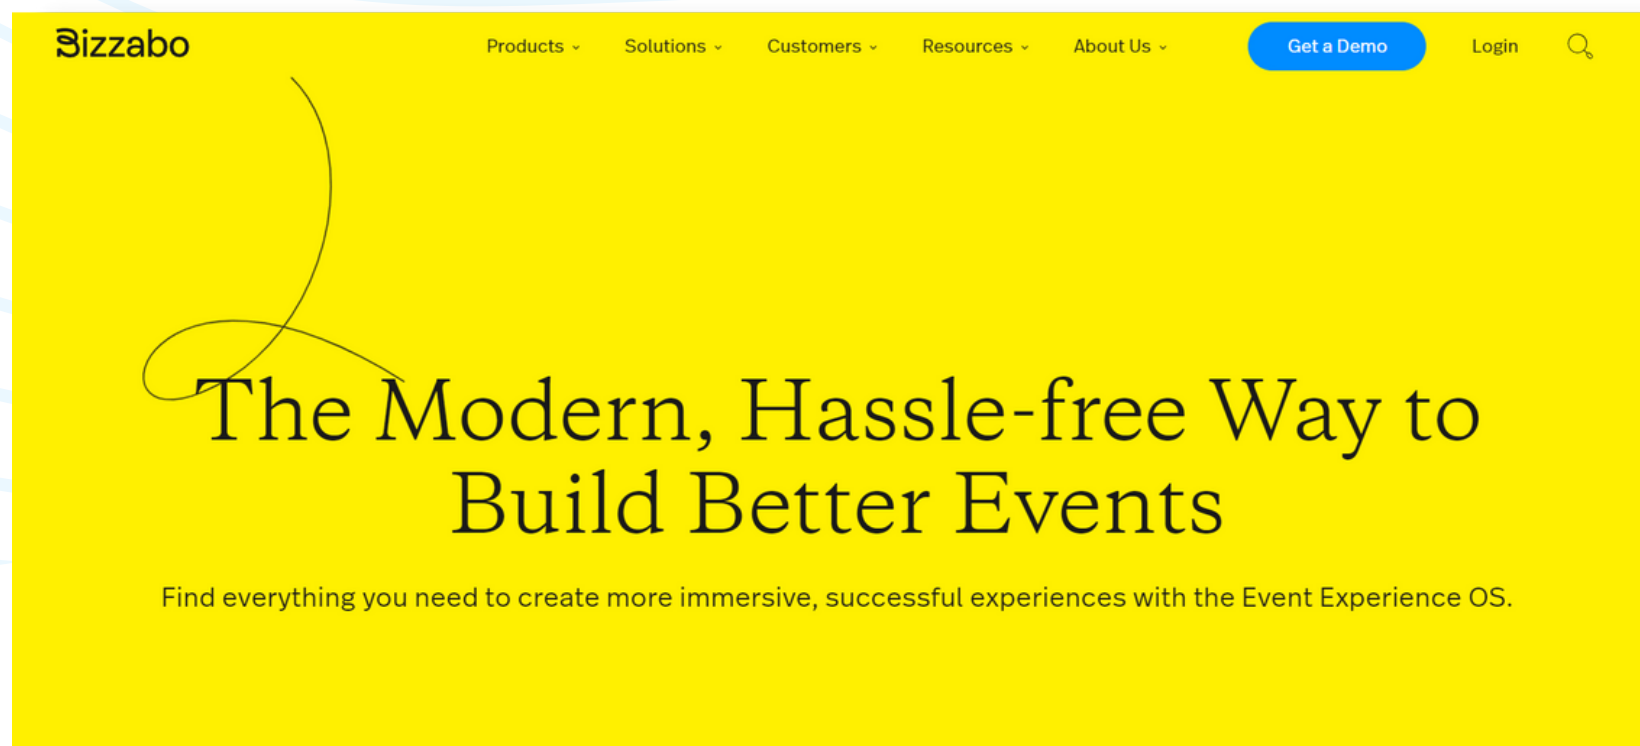 Bizzabo
Products Solutions Customers Resources About Us Get a Demo Login
The Modern, Hassle-free Way to
Build Better Events
Find everything you need to create more immersive, successful experiences with the Event Experience OS.